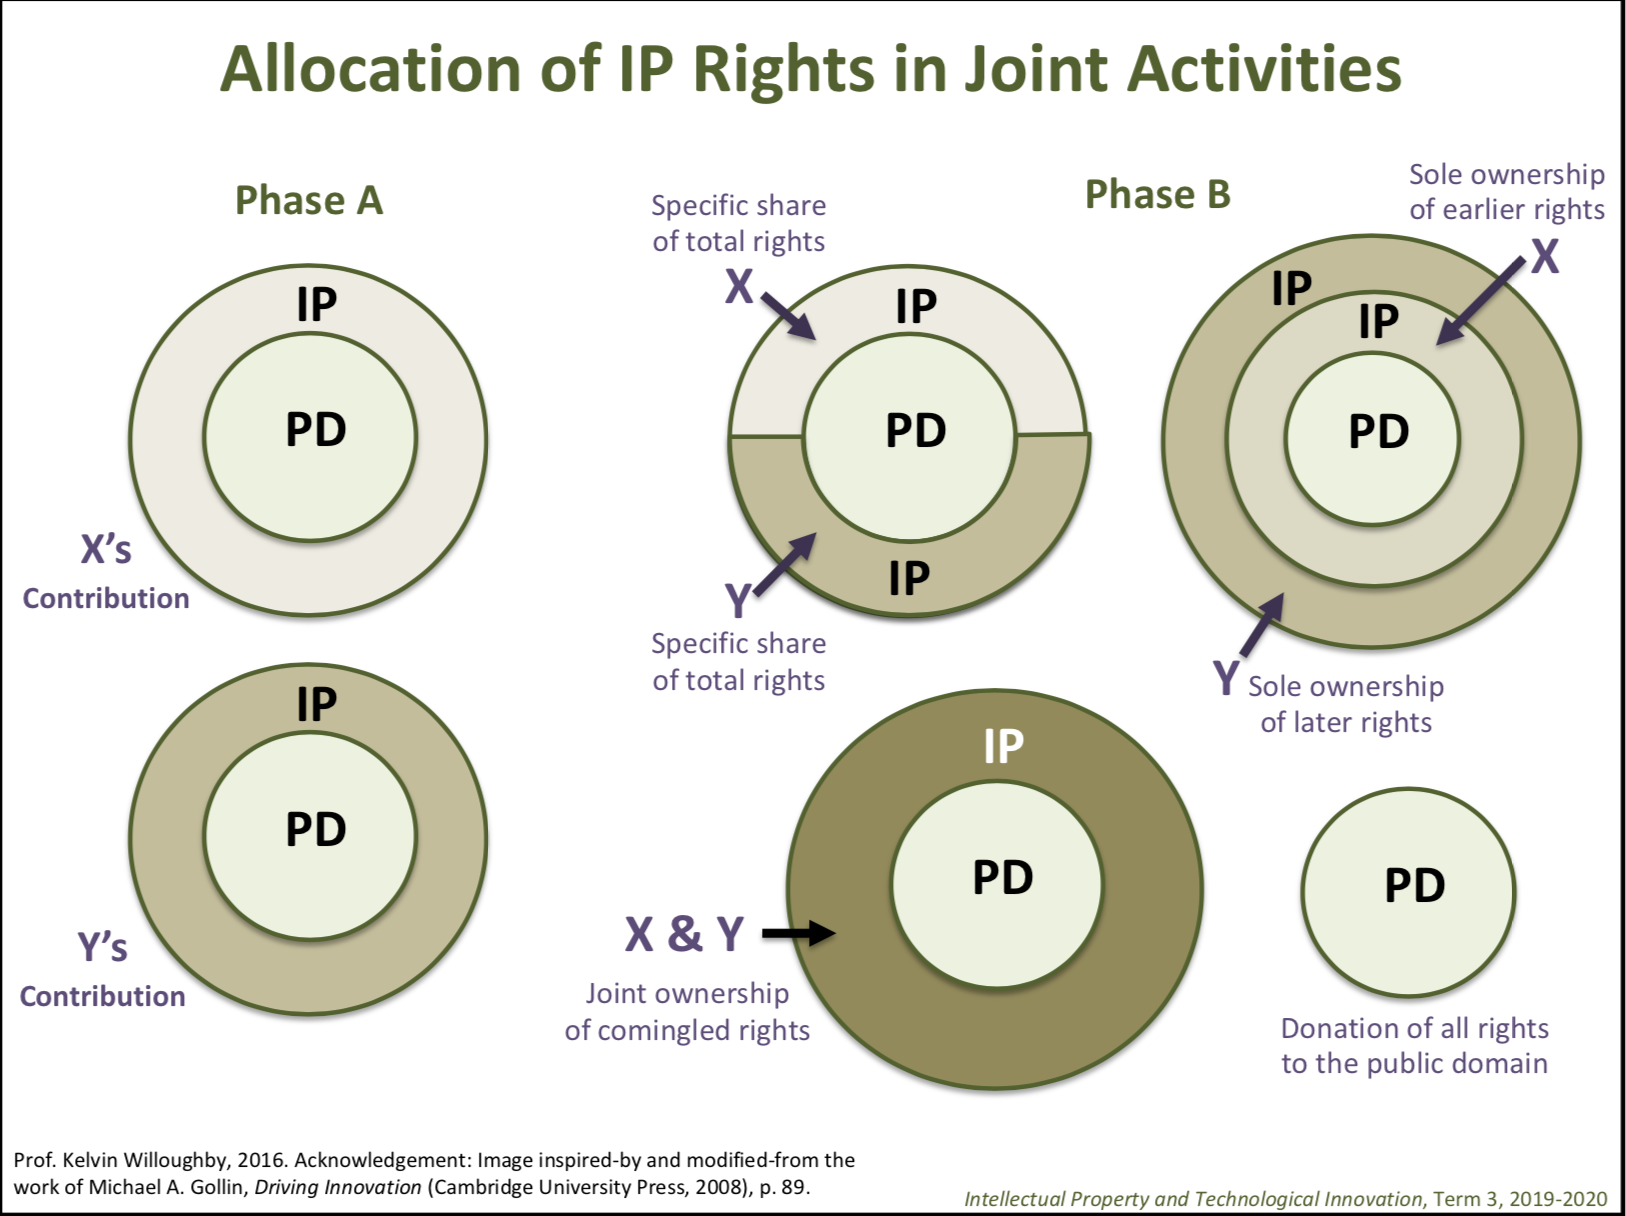 Allocation of IP Rights in Joint Activities
Phase A
IP
PD
X’s
Contribution
IP
PD
Y’s
Contribution
Phase B
Specific share
of total rights
X
IP
PD
IP
Y
Specific share
of total rights
Sole ownership
of earlier rights
X
IP
IP
PD
Y
Sole ownership
of later rights
IP
PD
X & Y
Joint ownership
of comingled rights
PD
Donation of all rights
to the public domain
Prof. Kelvin Willoughby, 2016. Acknowledgement: Image inspired-by and modified-from the
work of Michael A. Gollin, Driving Innovation (Cambridge University Press, 2008), p. 89.
Intellectual Property and Technological Innovation, Term 3, 2019-2020